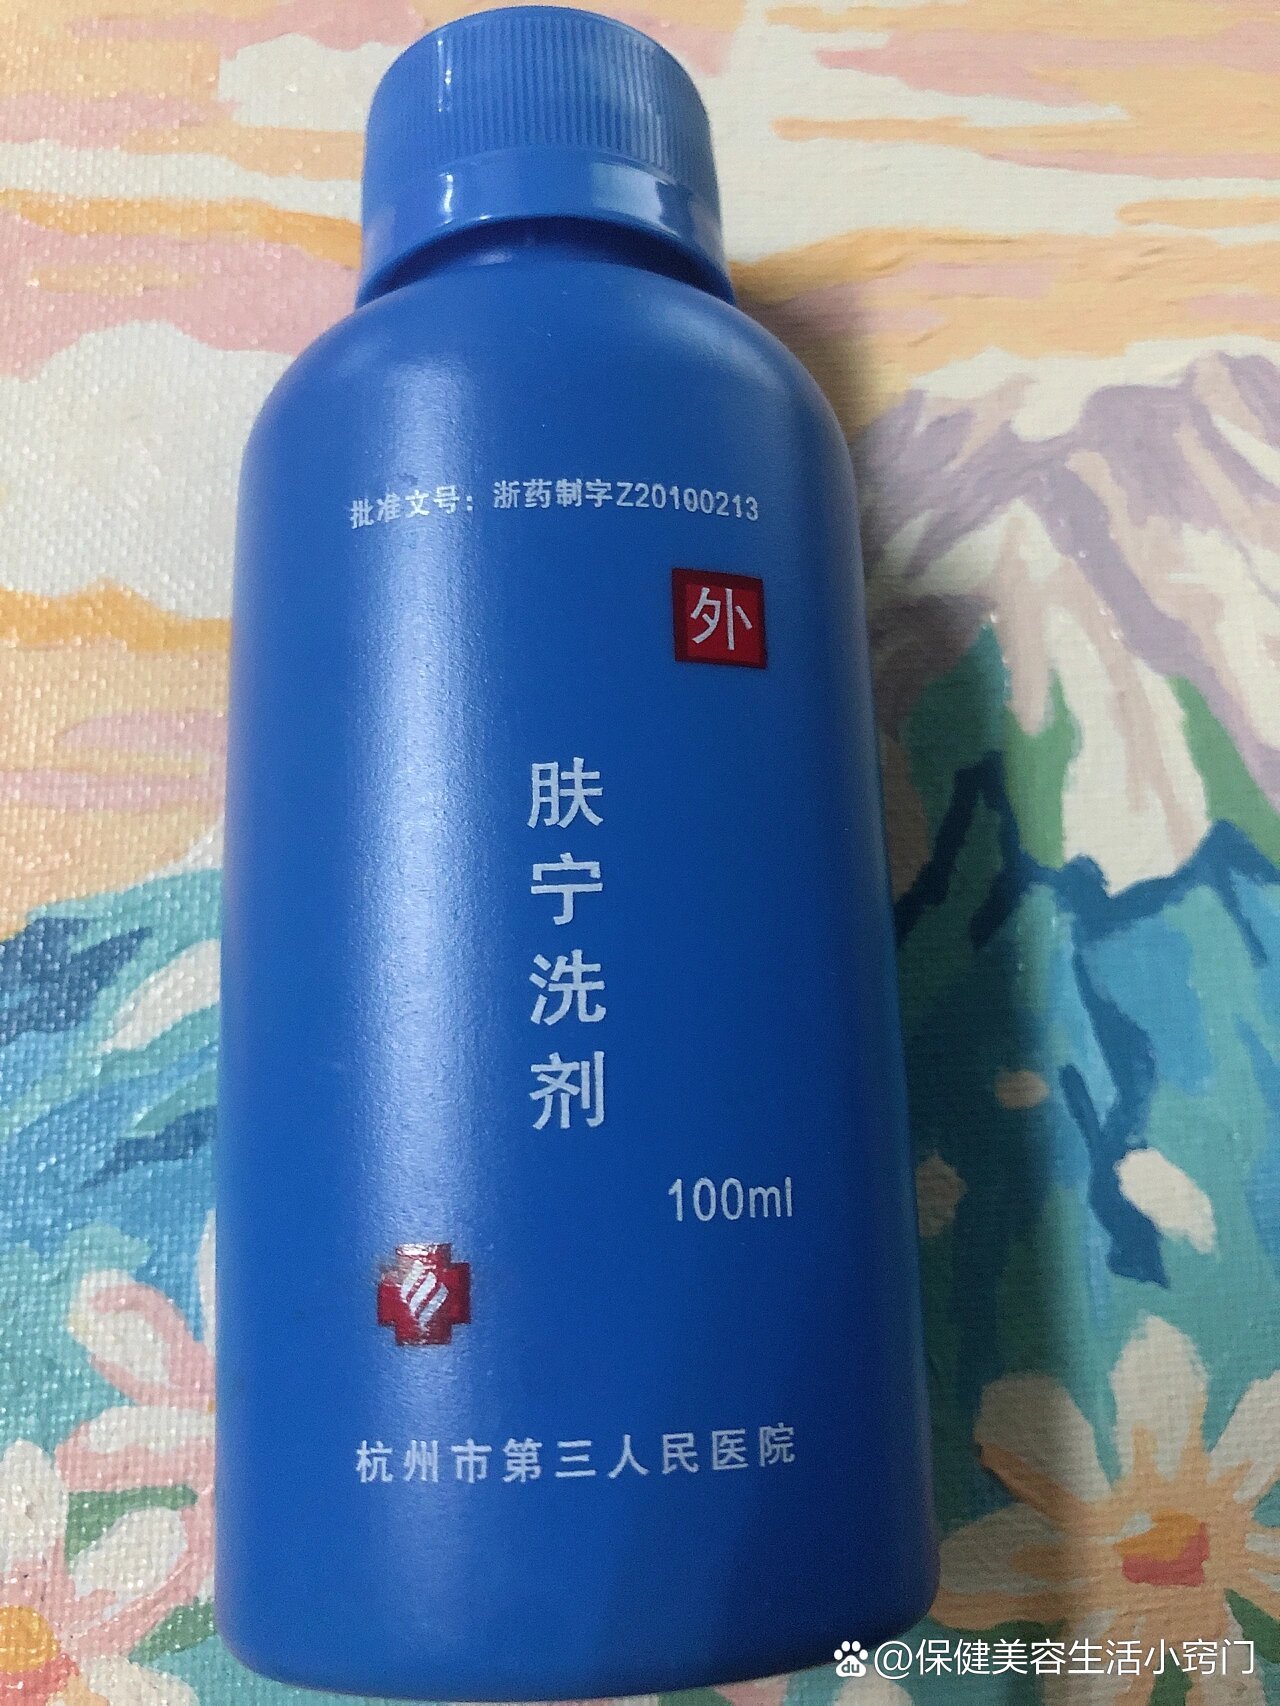 批准文号：浙药制字Z20100213
外
肤宁洗剂
100ml
杭州市第三人民医院
du @保健美容生活小窍门